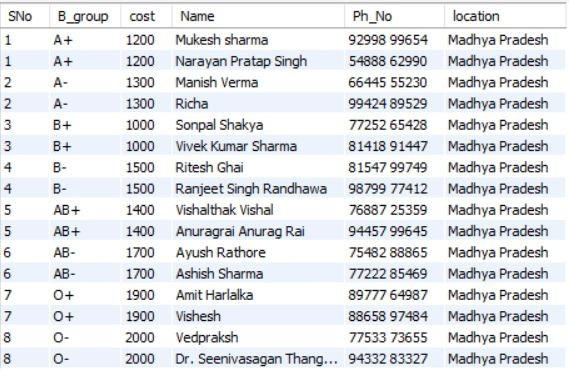 SNo B_group cost Name Ph_No location
1 A+ 1200 Mukesh sharma 92998 99654 Madhya Pradesh
1 A+ 1200 Narayan Pratap Singh 54888 62990 Madhya Pradesh
2 A- 1300 Manish Verma 66445 55230 Madhya Pradesh
2 A- 1300 Richa 99424 89529 Madhya Pradesh
3 B+ 1000 Sonpal Shakya 77252 65428 Madhya Pradesh
3 B+ 1000 Vivek Kumar Sharma 81418 91447 Madhya Pradesh
4 B- 1500 Ritesh Ghai 81547 99749 Madhya Pradesh
4 B- 1500 Ranjeet Singh Randhawa 98799 77412 Madhya Pradesh
5 AB+ 1400 Vishalthak Vishal 76887 25359 Madhya Pradesh
5 AB+ 1400 Anuragrai Anurag Rai 94457 99645 Madhya Pradesh
6 AB- 1700 Ayush Rathore 75482 88865 Madhya Pradesh
6 AB- 1700 Ashish Sharma 77222 85469 Madhya Pradesh
7 O+ 1900 Amit Harlalka 89777 64987 Madhya Pradesh
7 O+ 1900 Vishesh 88658 97484 Madhya Pradesh
8 O- 2000 Vedpraksh 77533 73655 Madhya Pradesh
8 O- 2000 Dr. Seenivasagan Thang... 94332 83327 Madhya Pradesh